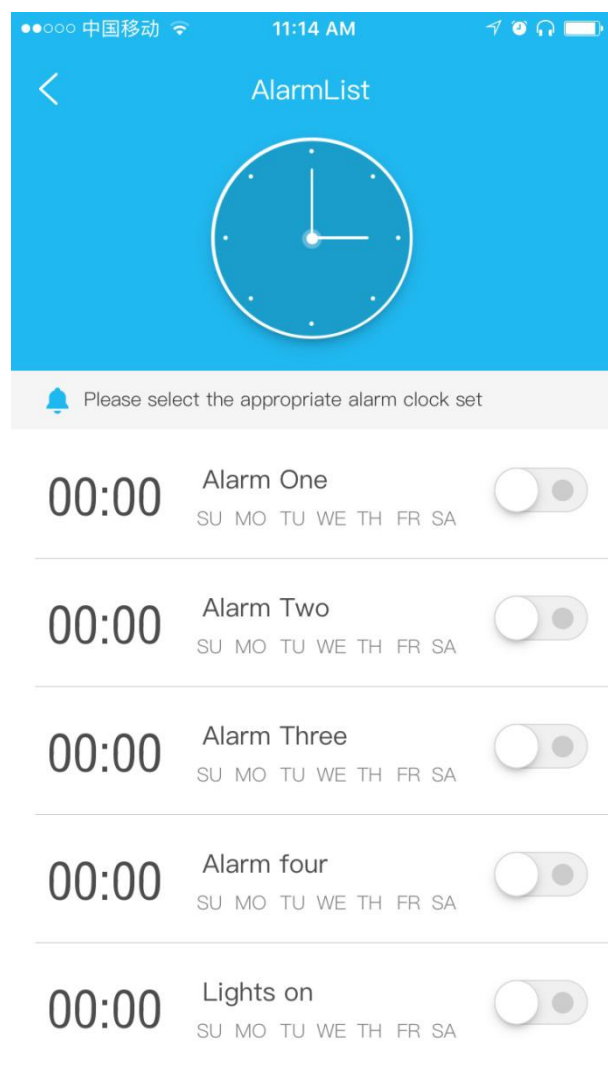 中国移动 11:14 AM
AlarmList
Please select the appropriate alarm clock set
00:00 Alarm One
SU MO TU WE TH FR SA
00:00 Alarm Two
SU MO TU WE TH FR SA
00:00 Alarm Three
SU MO TU WE TH FR SA
00:00 Alarm four
SU MO TU WE TH FR SA
00:00 Lights on
SU MO TU WE TH FR SA